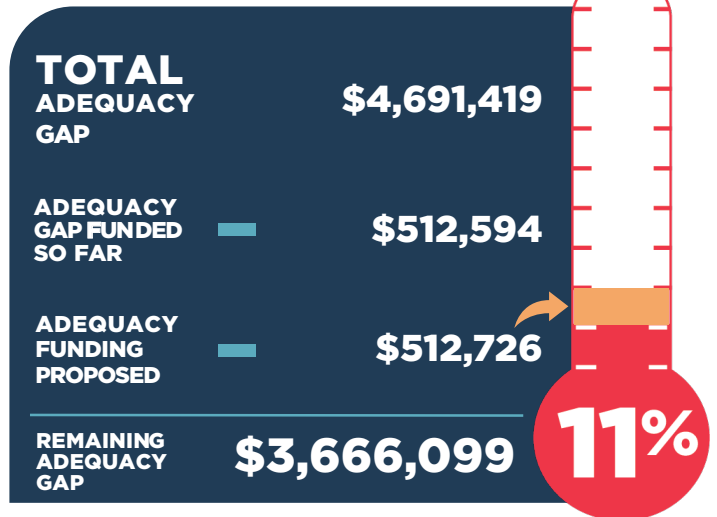 TOTAL
ADEQUACY
GAP
$4,691,419
ADEQUACY
GAP FUNDED
SO FAR
$512,594
ADEQUACY
FUNDING
PROPOSED
$512,726
REMAINING
ADEQUACY
GAP
$3,666,099
11%